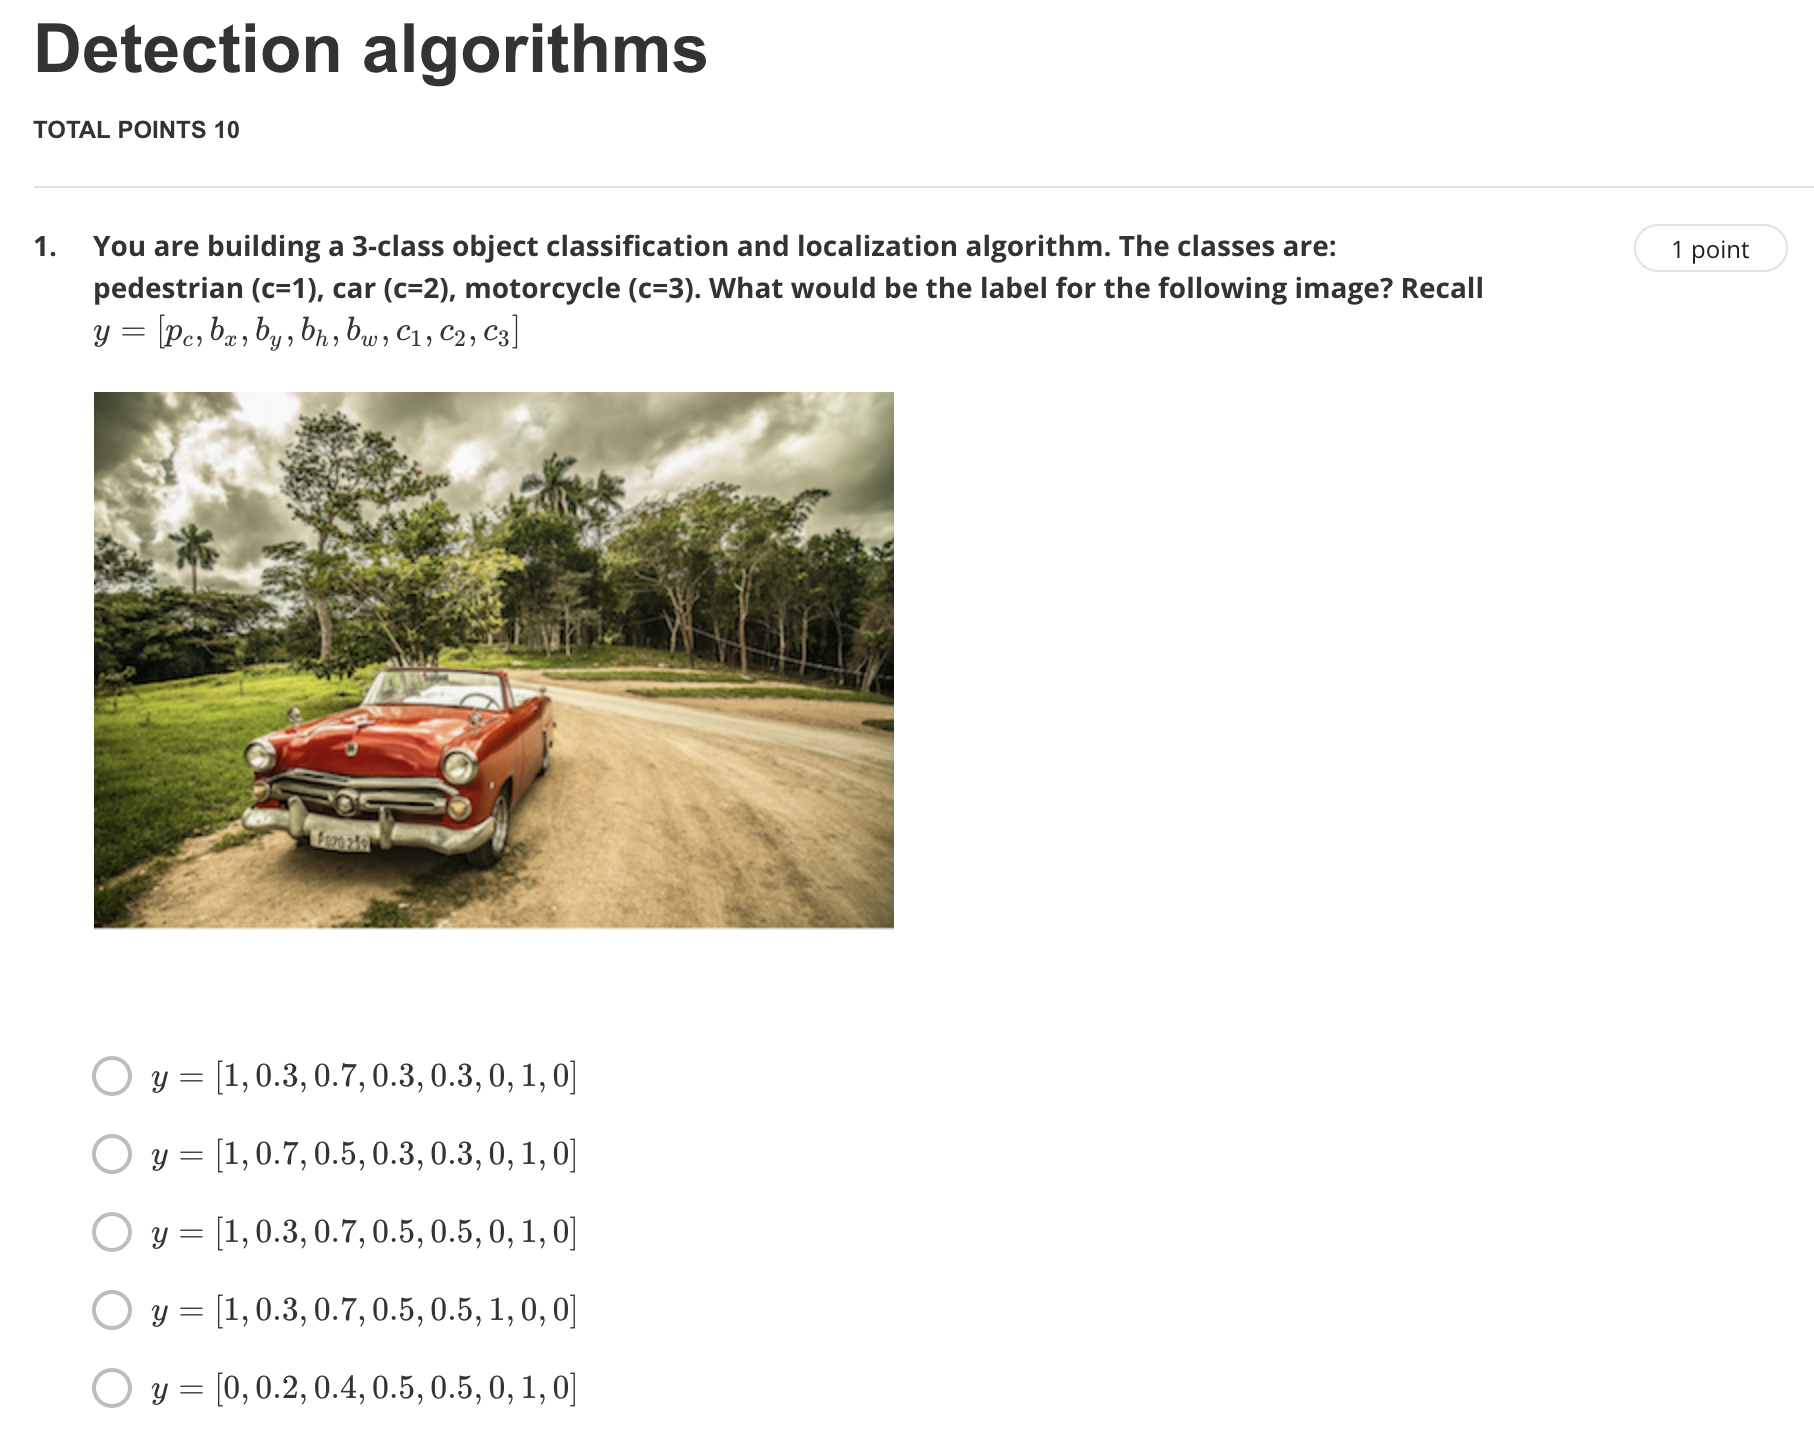 Detection algorithms
TOTAL POINTS 10
1. You are building a 3-class object classification and localization algorithm. The classes are: 1 point
pedestrian (c=1), car (c=2), motorcycle (c=3). What would be the label for the following image? Recall
y = [p_c, b_x, b_y, b_h, b_w, c_1, c_2, c_3]
y = [1, 0.3, 0.7, 0.3, 0.3, 0, 1, 0]
y = [1, 0.7, 0.5, 0.3, 0.3, 0, 1, 0]
y = [1, 0.3, 0.7, 0.5, 0.5, 0, 1, 0]
y = [1, 0.3, 0.7, 0.5, 0.5, 1, 0, 0]
y = [0, 0.2, 0.4, 0.5, 0.5, 0, 1, 0]